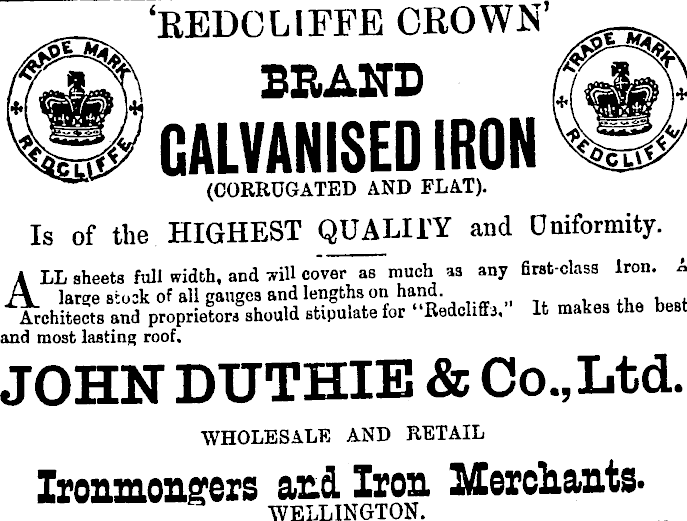 'REDCLIFFE CROWN'
TRADE MARK
REDCLIFFE
TRADE MARK
REDCLIFFE
BRAND
GALVANISED IRON
(CORRUGATED AND FLAT).
Is of the HIGHEST QUALITY and Uniformity.
ALL sheets full width, and will cover as much as any first-class Iron. A
large stock of all gauges and lengths on hand.
Architects and proprietors should stipulate for "Redcliffe." It makes the best
and most lasting roof.
JOHN DUTHIE & Co., Ltd.
WHOLESALE AND RETAIL
Ironmongers and Iron Merchants.
WELLINGTON.